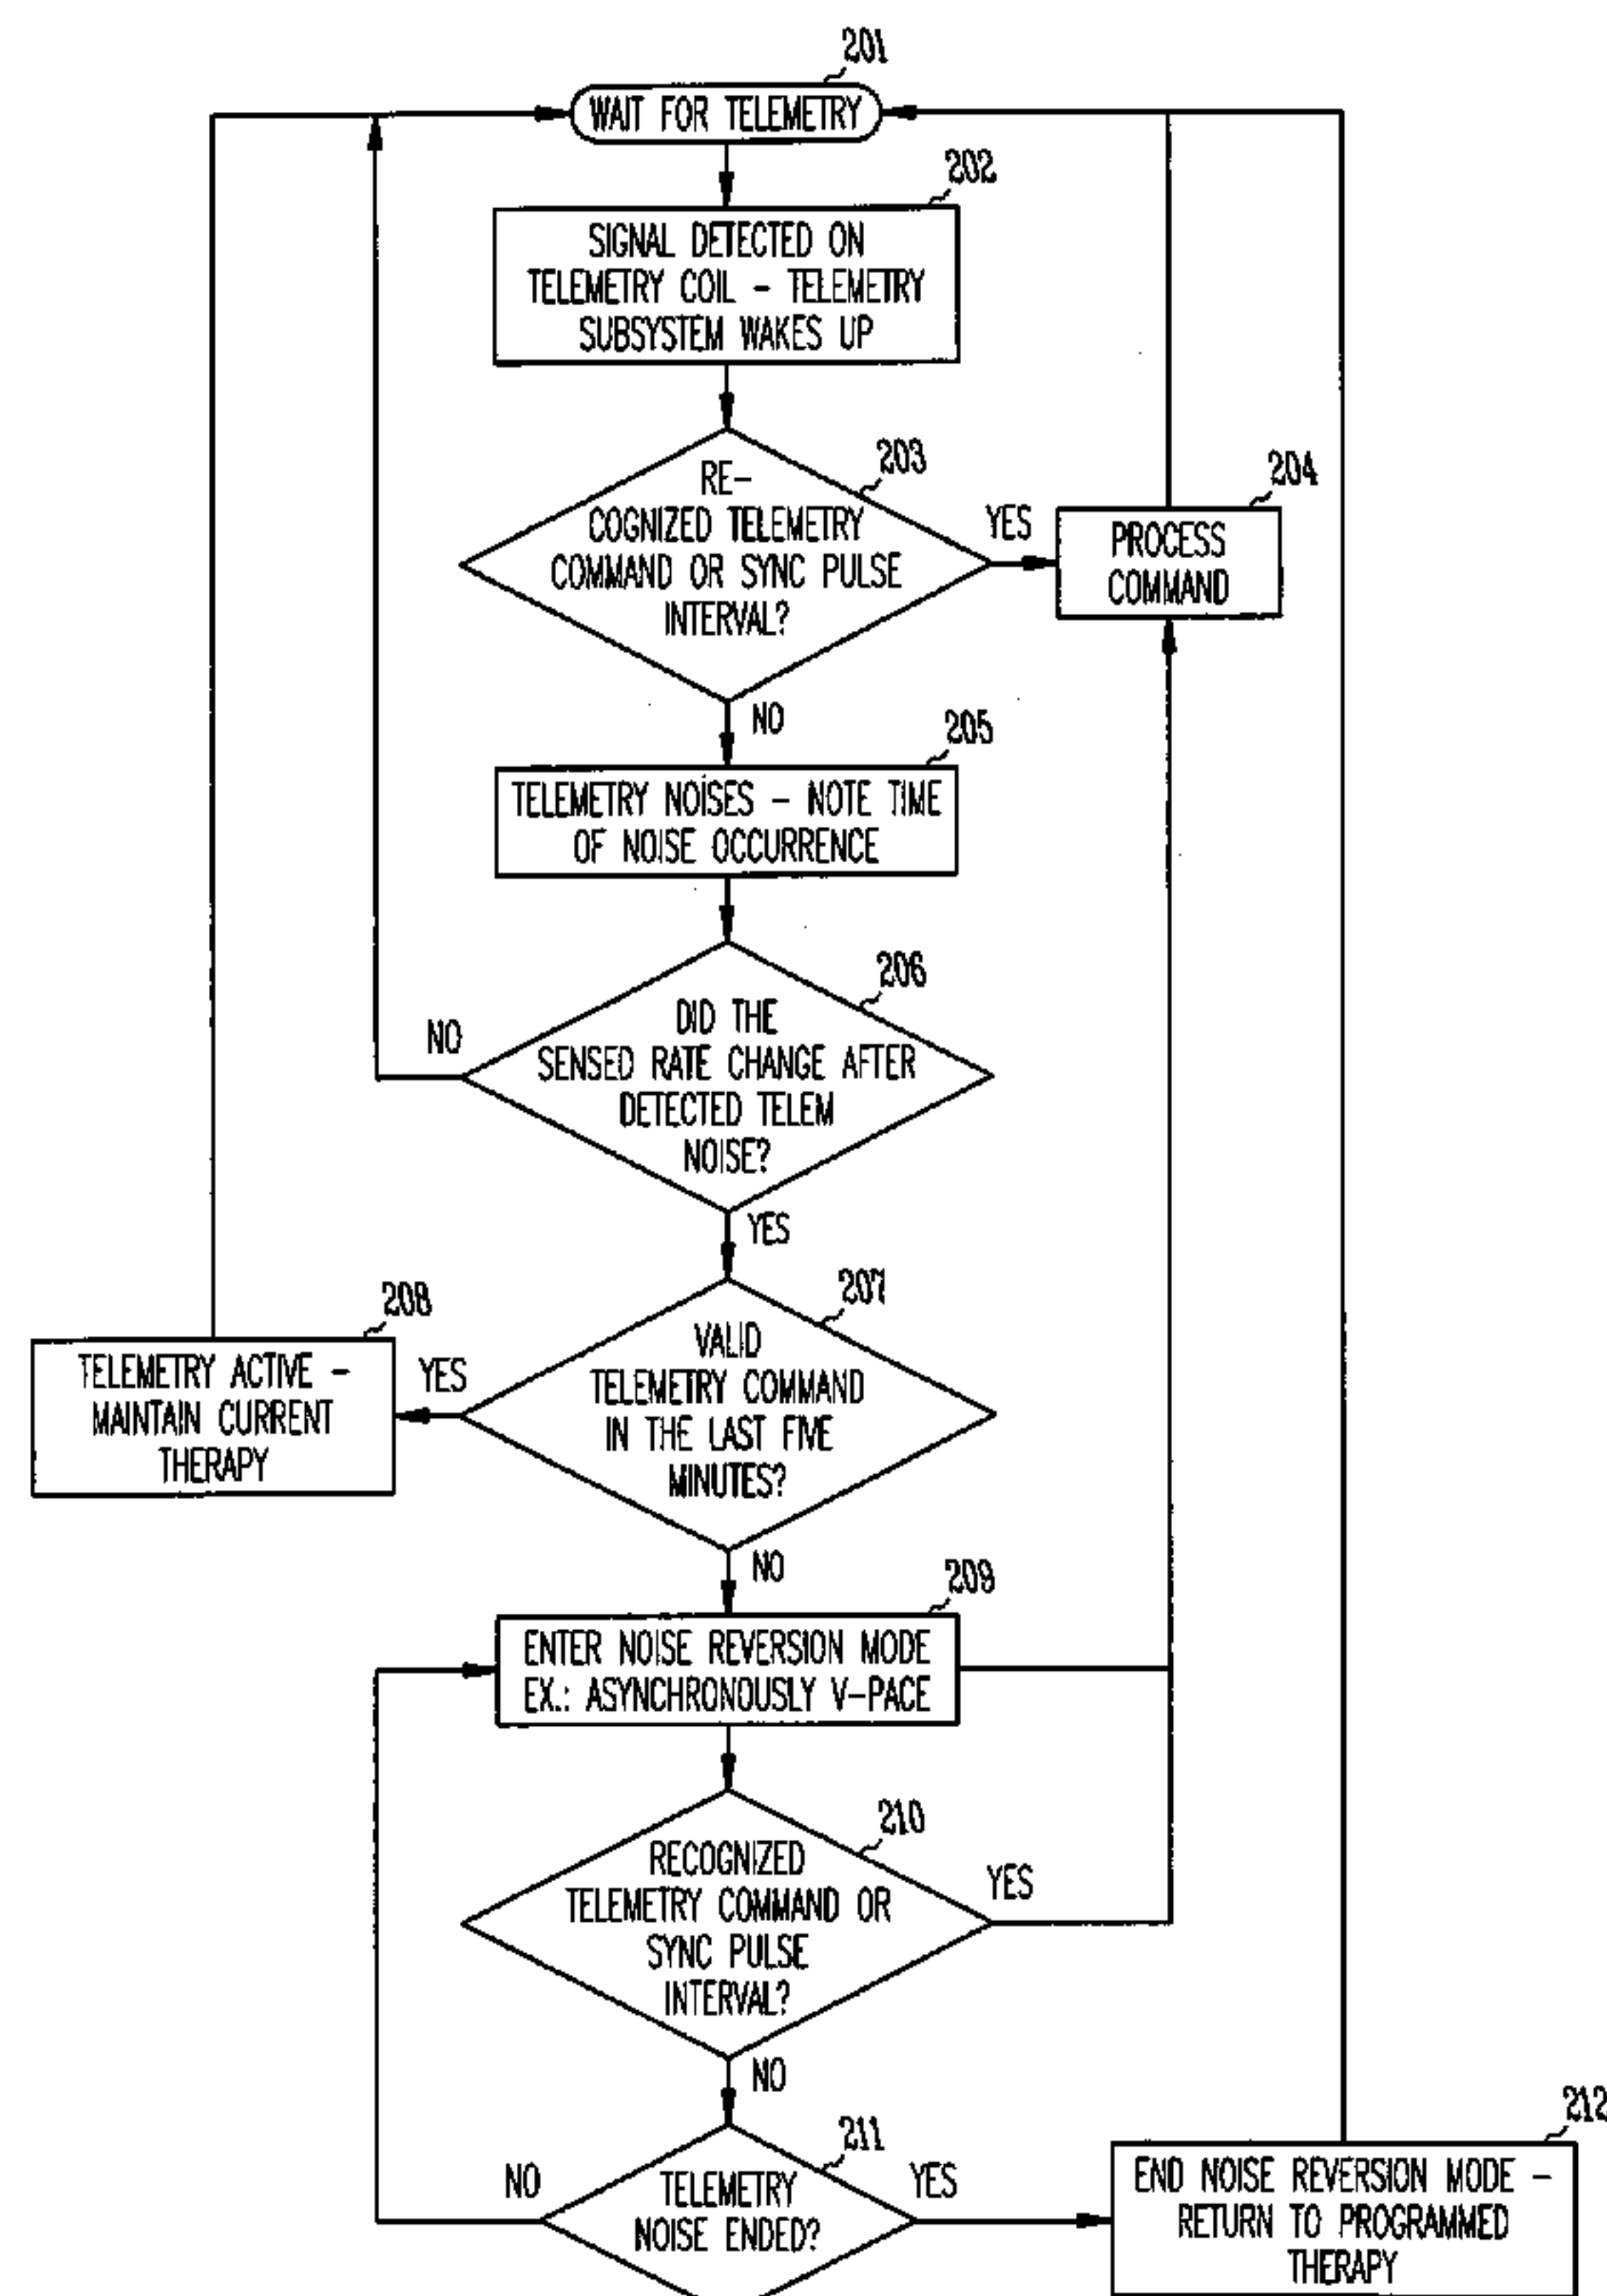 201
WAIT FOR TELEMETRY
202
SIGNAL DETECTED ON
TELEMETRY COIL – TELEMETRY
SUBSYSTEM WAKES UP
203
RE-
COGNIZED TELEMETRY
COMMAND OR SYNC PULSE
INTERVAL?
YES
204
PROCESS
COMMAND
NO
205
TELEMETRY NOISES – NOTE TIME
OF NOISE OCCURRENCE
206
DID THE
SENSED RATE CHANGE AFTER
DETECTED TELEM
NOISE?
NO
YES
207
VALID
TELEMETRY COMMAND
IN THE LAST FIVE
MINUTES?
YES
208
TELEMETRY ACTIVE –
MAINTAIN CURRENT
THERAPY
NO
209
ENTER NOISE REVERSION MODE
EX.: ASYNCHRONOUSLY V-PACE
210
RECOGNIZED
TELEMETRY COMMAND OR
SYNC PULSE
INTERVAL?
YES
NO
211
TELEMETRY
NOISE ENDED?
NO
YES
212
END NOISE REVERSION MODE –
RETURN TO PROGRAMMED
THERAPY